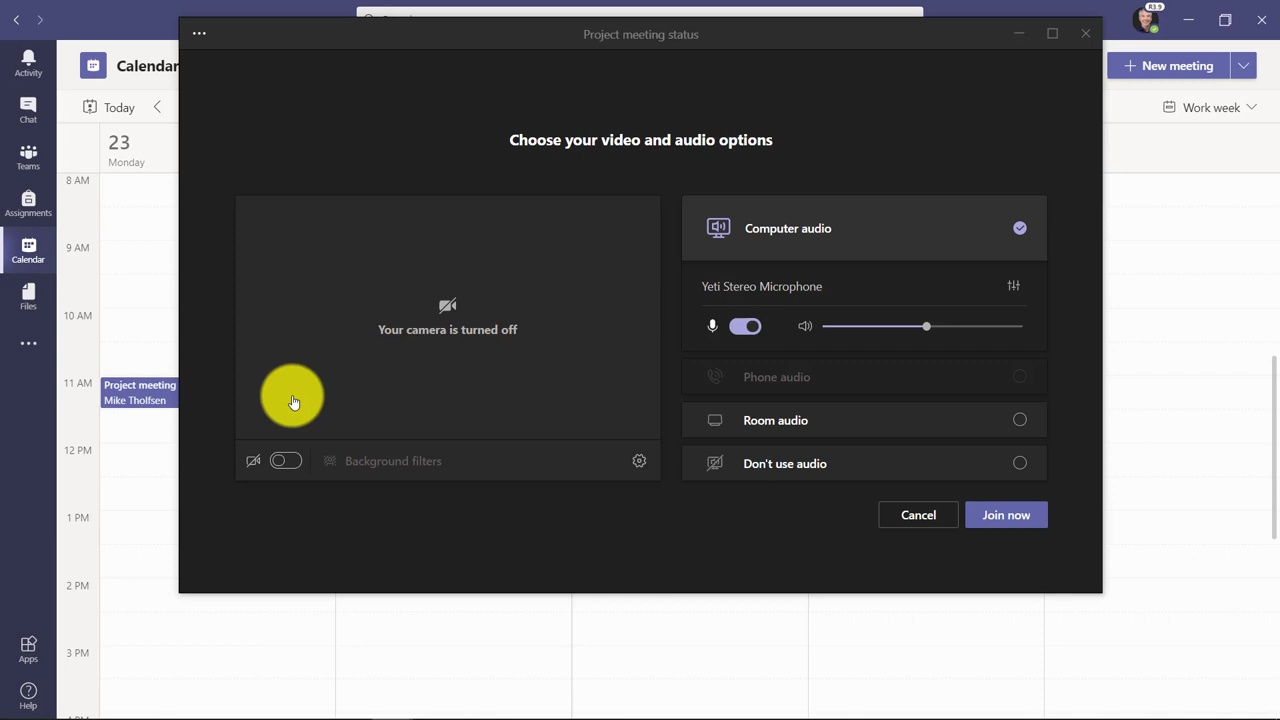 R3.9
Project meeting status
Activity
Chat
Teams
Assignments
Calendar
Files
Apps
Help
Calendar
New meeting
Today
Work week
23
Monday
8 AM
9 AM
10 AM
11 AM
12 PM
1 PM
2 PM
3 PM
Project meeting
Mike Tholfsen
Choose your video and audio options
Your camera is turned off
Background filters
Computer audio
Yeti Stereo Microphone
Phone audio
Room audio
Don't use audio
Cancel
Join now